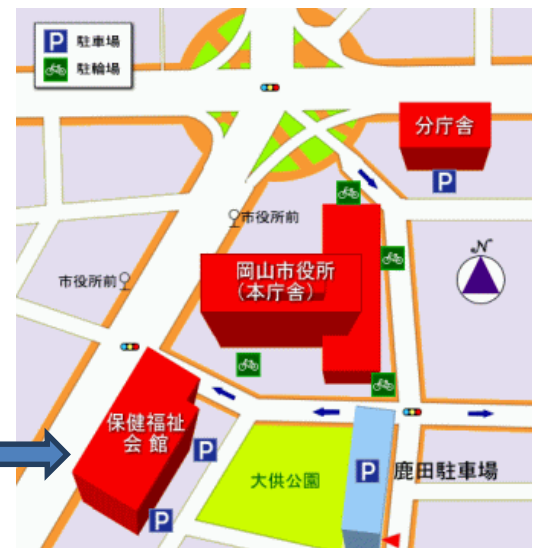 P 駐車場
駐輪場
分庁舎
P
市役所前
岡山市役所
(本庁舎)
N
市役所前
保健福祉
会館
P
大供公園
P
鹿田駐車場
P